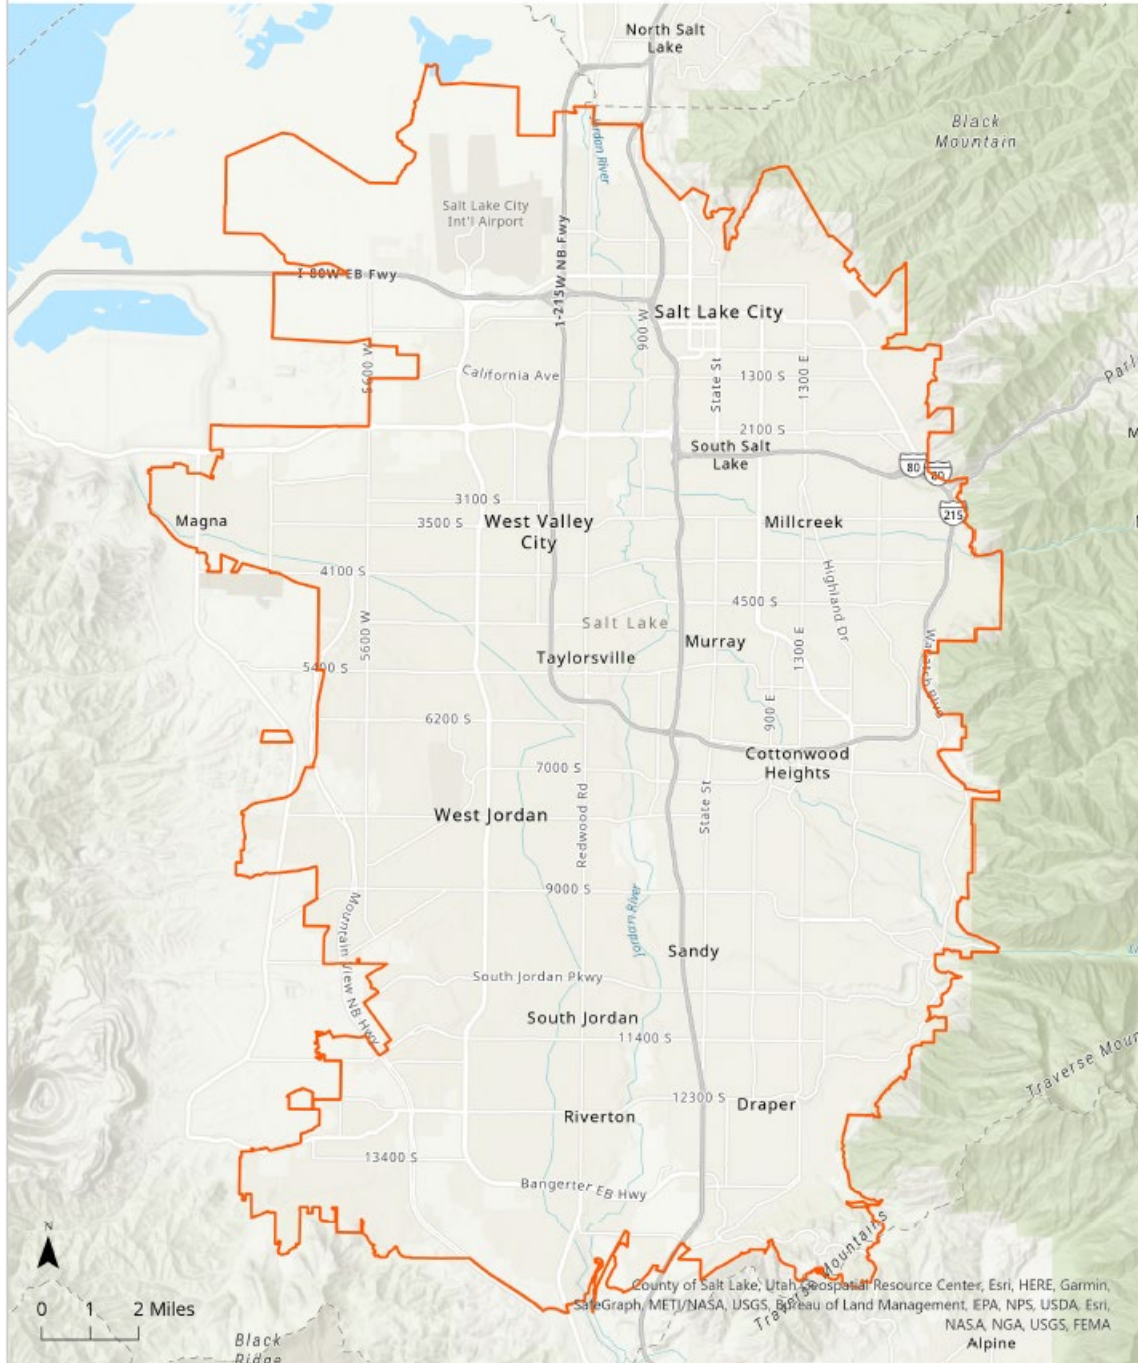 North Salt
Lake
Black
Mountain
Jordan River
Salt Lake City
Int'l Airport
I-215W NB Fwy
I-80W EB Fwy
Salt Lake City
900 W
5600 W
State St
1300 E
California Ave
1300 S
2100 S
South Salt
Lake
80
80
215
3100 S
3500 S
Magna
West Valley
City
Millcreek
4100 S
Highland Dr
4500 S
5600 W
Salt Lake
Murray
Taylorsville
1300 E
Wasatch Blvd
5400 S
900 E
6200 S
Cottonwood
Heights
7000 S
State St
Redwood Rd
West Jordan
9000 S
Mountain View NB Hwy
Jordan River
Sandy
South Jordan Pkwy
South Jordan
11400 S
12300 S
Draper
Riverton
13400 S
Bangerter EB Hwy
Traverse Mountains
N
0 1 2 Miles
County of Salt Lake, Utah Geospatial Resource Center, Esri, HERE, Garmin,
SafeGraph, METI/NASA, USGS, Bureau of Land Management, EPA, NPS, USDA, Esri,
NASA, NGA, USGS, FEMA
Alpine
Black
Ridge